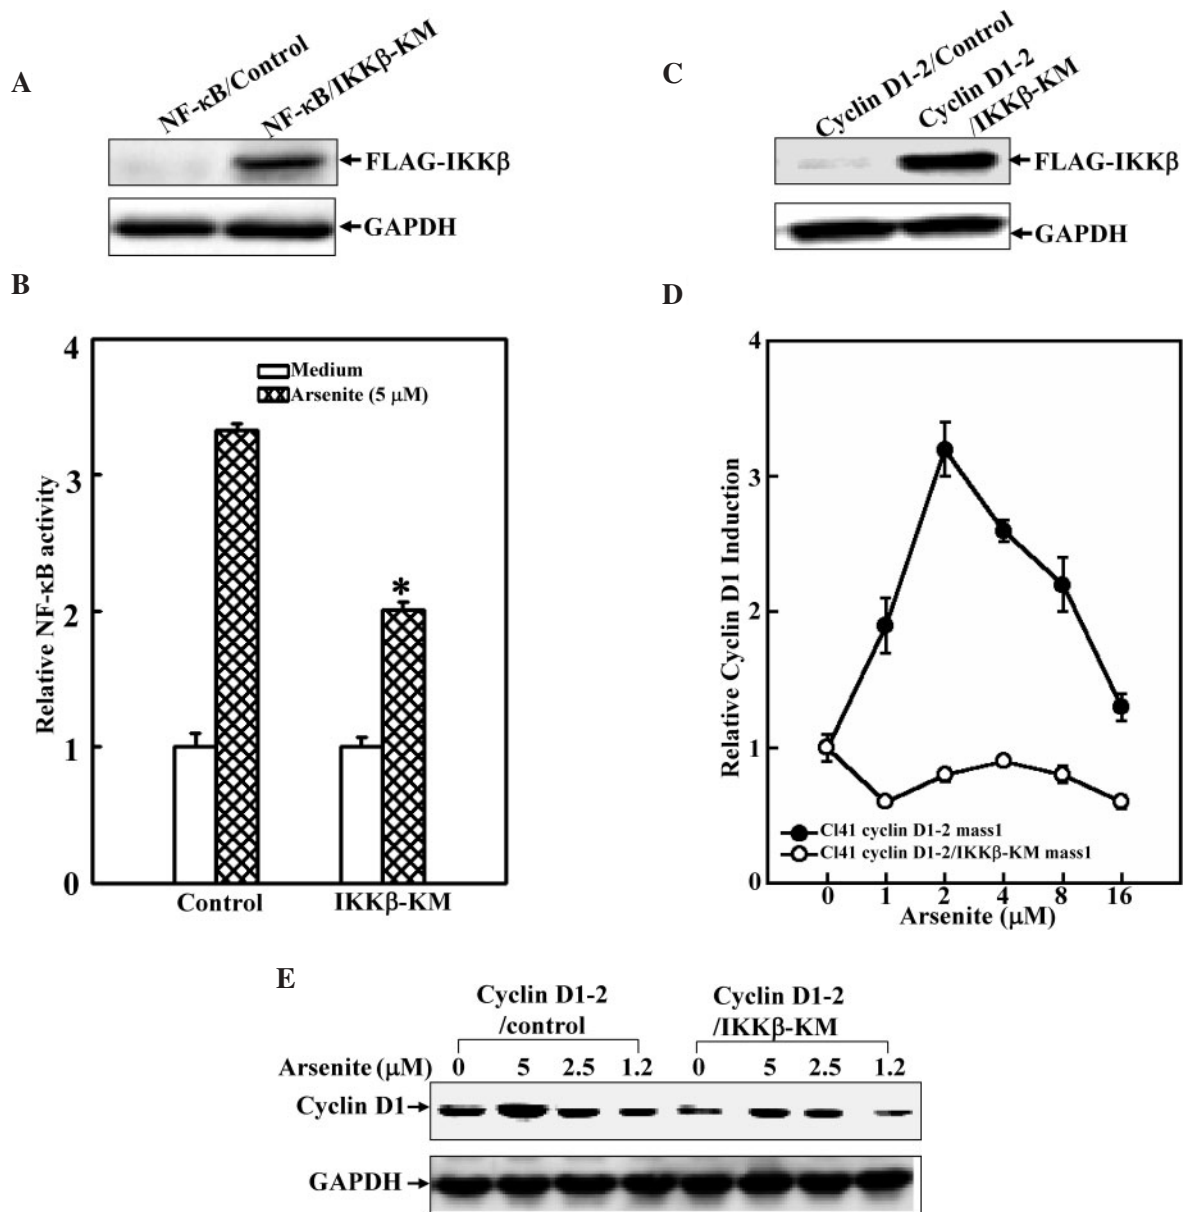 A
NF-κB/Control
NF-κB/IKKβ-KM
FLAG-IKKβ
GAPDH
C
Cyclin D1-2/Control
Cyclin D1-2
/IKKβ-KM
FLAG-IKKβ
GAPDH
B
4
3
2
1
0
Relative NF-κB activity
Medium
Arsenite (5 μM)
*
Control
IKKβ-KM
D
4
3
2
1
0
Relative Cyclin D1 Induction
Cl41 cyclin D1-2 mass1
Cl41 cyclin D1-2/IKKβ-KM mass1
0 1 2 4 8 16
Arsenite (μM)
E
Cyclin D1-2
/control
Cyclin D1-2
/IKKβ-KM
Arsenite (μM) 0 5 2.5 1.2 0 5 2.5 1.2
Cyclin D1
GAPDH